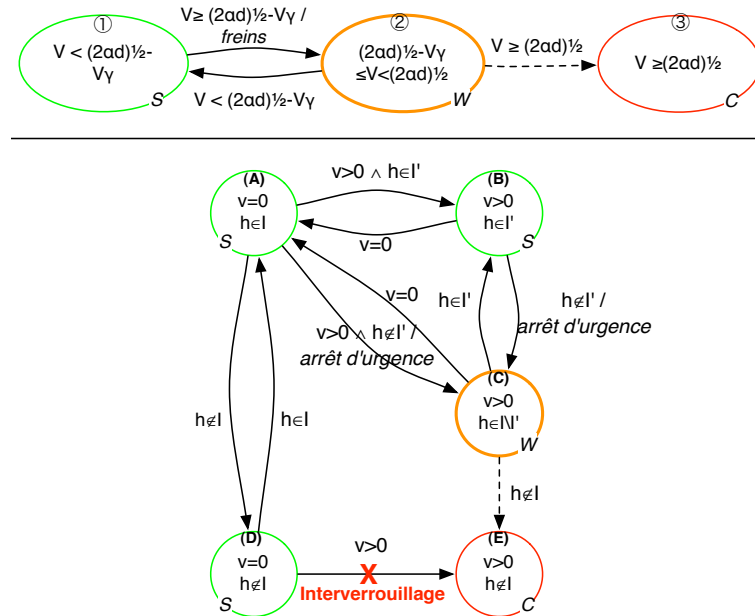 ①
V < (2αd)½-
Vγ
S
V≥ (2αd)½-Vγ /
freins
V < (2αd)½-Vγ
②
(2αd)½-Vγ
≤V<(2αd)½
W
V ≥ (2αd)½
③
V ≥(2αd)½
C
(A)
v=0
h∈I
S
v>0 ∧ h∈I'
v=0
(B)
v>0
h∈I'
S
v=0
v>0 ∧ h∉I' /
arrêt d'urgence
h∈I'
h∉I' /
arrêt d'urgence
(C)
v>0
h∈I\I'
W
h∉I
h∈I
h∉I
(D)
v=0
h∉I
S
v>0
X
Interverrouillage
(E)
v>0
h∉I
C